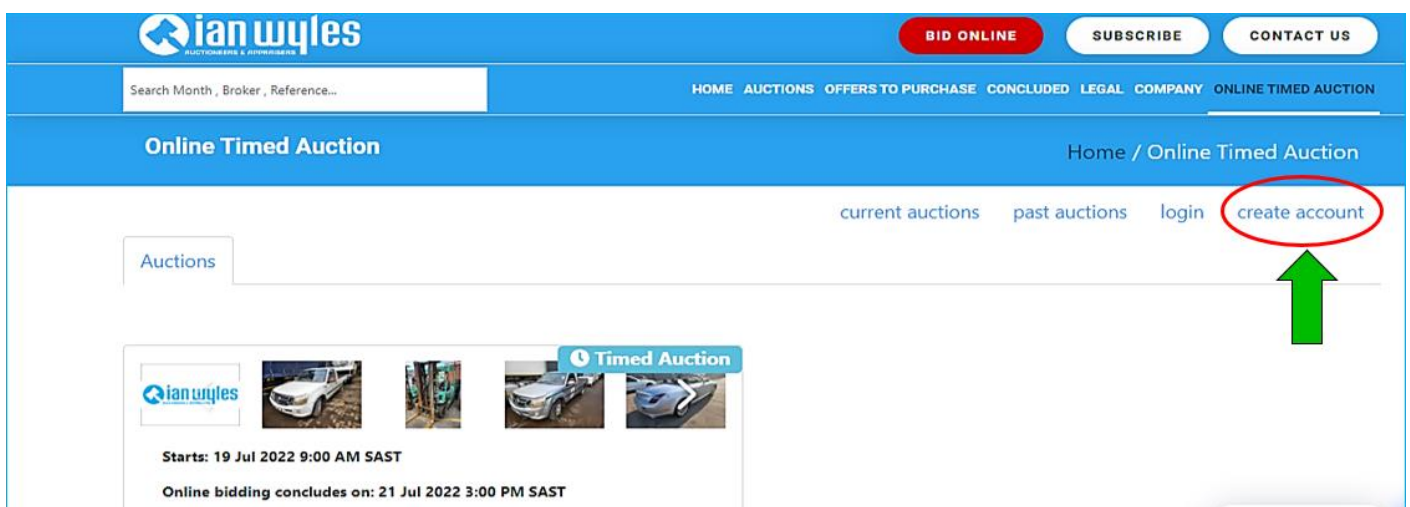 ian wyles
AUCTIONEERS & APPRAISERS
BID ONLINE
SUBSCRIBE
CONTACT US
Search Month , Broker , Reference...
HOME AUCTIONS OFFERS TO PURCHASE CONCLUDED LEGAL COMPANY ONLINE TIMED AUCTION
Online Timed Auction
Home / Online Timed Auction
current auctions past auctions login create account
Auctions
Timed Auction
ian wyles
Starts: 19 Jul 2022 9:00 AM SAST
Online bidding concludes on: 21 Jul 2022 3:00 PM SAST